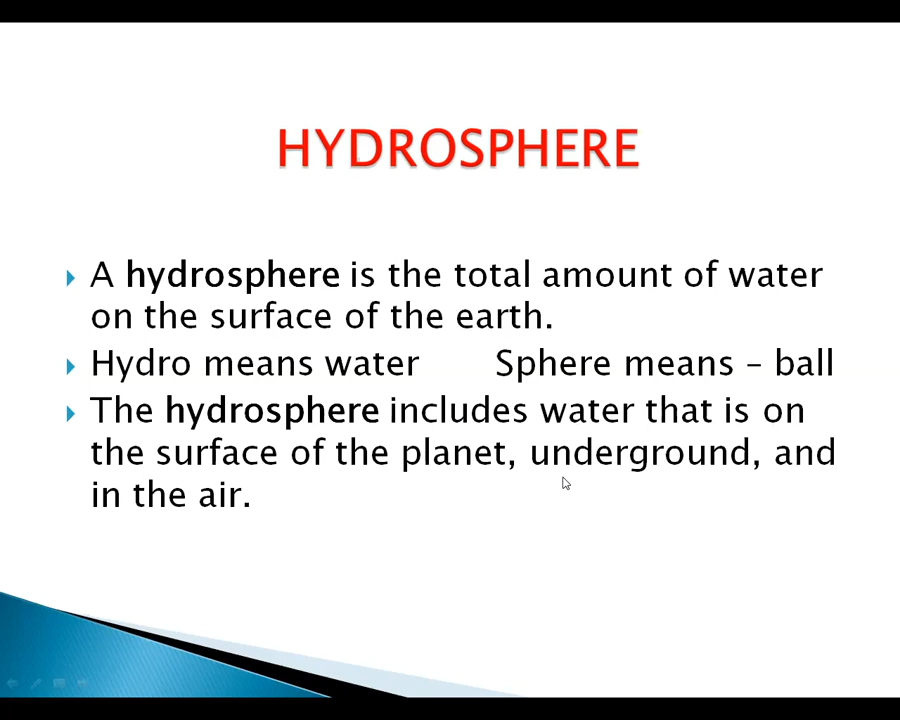 HYDROSPHERE
A hydrosphere is the total amount of water
on the surface of the earth.
Hydro means water Sphere means – ball
The hydrosphere includes water that is on
the surface of the planet, underground, and
in the air.